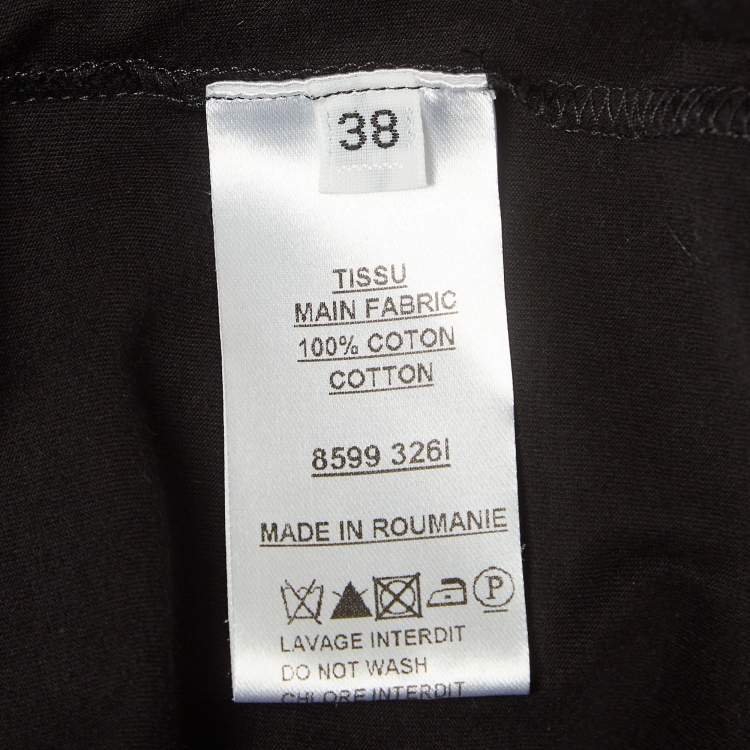 38
TISSU
MAIN FABRIC
100% COTON
COTTON
8599 326I
MADE IN ROUMANIE
P
LAVAGE INTERDIT
DO NOT WASH
CHLORE INTERDIT